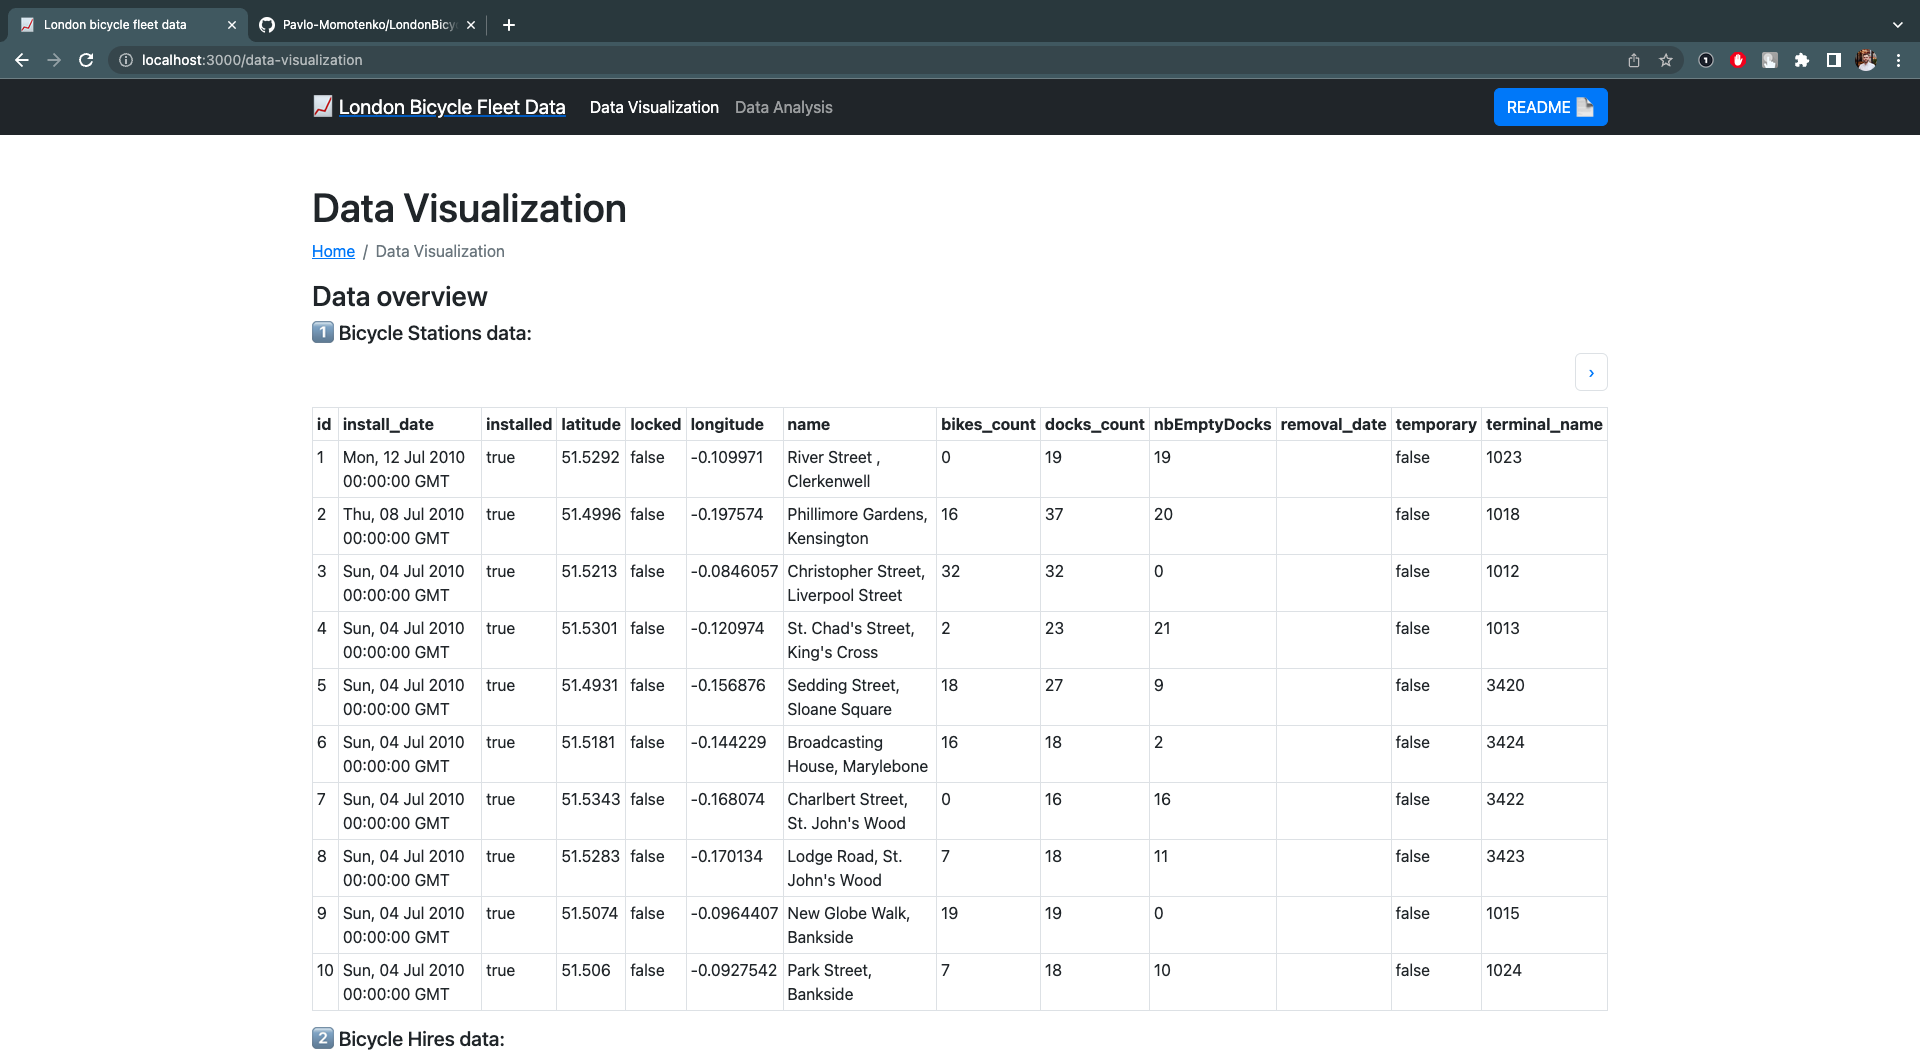 London bicycle fleet data
Pavlo-Momotenko/LondonBicy
localhost:3000/data-visualization
London Bicycle Fleet Data Data Visualization Data Analysis README
Data Visualization
Home / Data Visualization
Data overview
1 Bicycle Stations data:
›
id install_date installed latitude locked longitude name bikes_count docks_count nbEmptyDocks removal_date temporary terminal_name
1 Mon, 12 Jul 2010 true 51.5292 false -0.109971 River Street , 0 19 19 false 1023
00:00:00 GMT Clerkenwell
2 Thu, 08 Jul 2010 true 51.4996 false -0.197574 Phillimore Gardens, 16 37 20 false 1018
00:00:00 GMT Kensington
3 Sun, 04 Jul 2010 true 51.5213 false -0.0846057 Christopher Street, 32 32 0 false 1012
00:00:00 GMT Liverpool Street
4 Sun, 04 Jul 2010 true 51.5301 false -0.120974 St. Chad's Street, 2 23 21 false 1013
00:00:00 GMT King's Cross
5 Sun, 04 Jul 2010 true 51.4931 false -0.156876 Sedding Street, 18 27 9 false 3420
00:00:00 GMT Sloane Square
6 Sun, 04 Jul 2010 true 51.5181 false -0.144229 Broadcasting 16 18 2 false 3424
00:00:00 GMT House, Marylebone
7 Sun, 04 Jul 2010 true 51.5343 false -0.168074 Charlbert Street, 0 16 16 false 3422
00:00:00 GMT St. John's Wood
8 Sun, 04 Jul 2010 true 51.5283 false -0.170134 Lodge Road, St. 7 18 11 false 3423
00:00:00 GMT John's Wood
9 Sun, 04 Jul 2010 true 51.5074 false -0.0964407 New Globe Walk, 19 19 0 false 1015
00:00:00 GMT Bankside
10 Sun, 04 Jul 2010 true 51.506 false -0.0927542 Park Street, 7 18 10 false 1024
00:00:00 GMT Bankside
2 Bicycle Hires data: